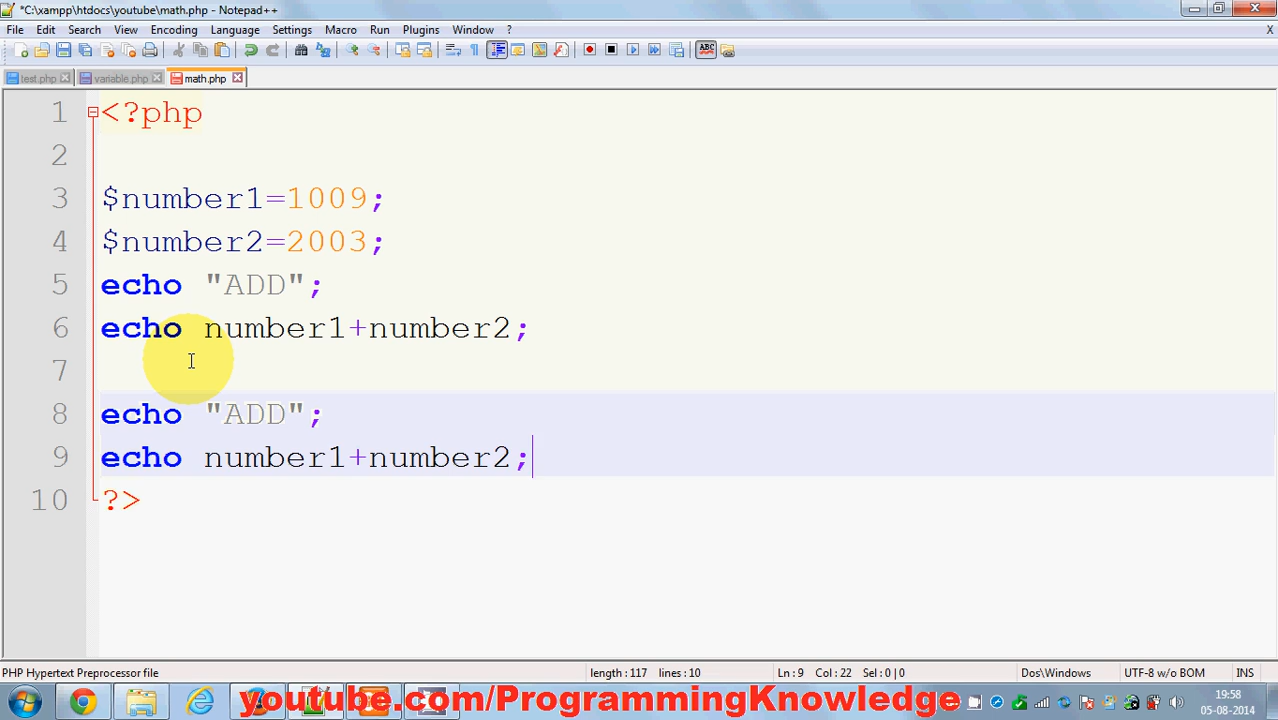 *C:\xampp\htdocs\youtube\math.php - Notepad++
File Edit Search View Encoding Language Settings Macro Run Plugins Window ? X
ABC
test.php variable.php math.php
1 <?php
2
3 $number1=1009;
4 $number2=2003;
5 echo "ADD";
6 echo number1+number2;
7
8 echo "ADD";
9 echo number1+number2;
10 ?>
PHP Hypertext Preprocessor file length : 117 lines : 10 Ln : 9 Col : 22 Sel : 0 | 0 Dos\Windows UTF-8 w/o BOM INS
youtube.com/ProgrammingKnowledge
19:58
05-08-2014